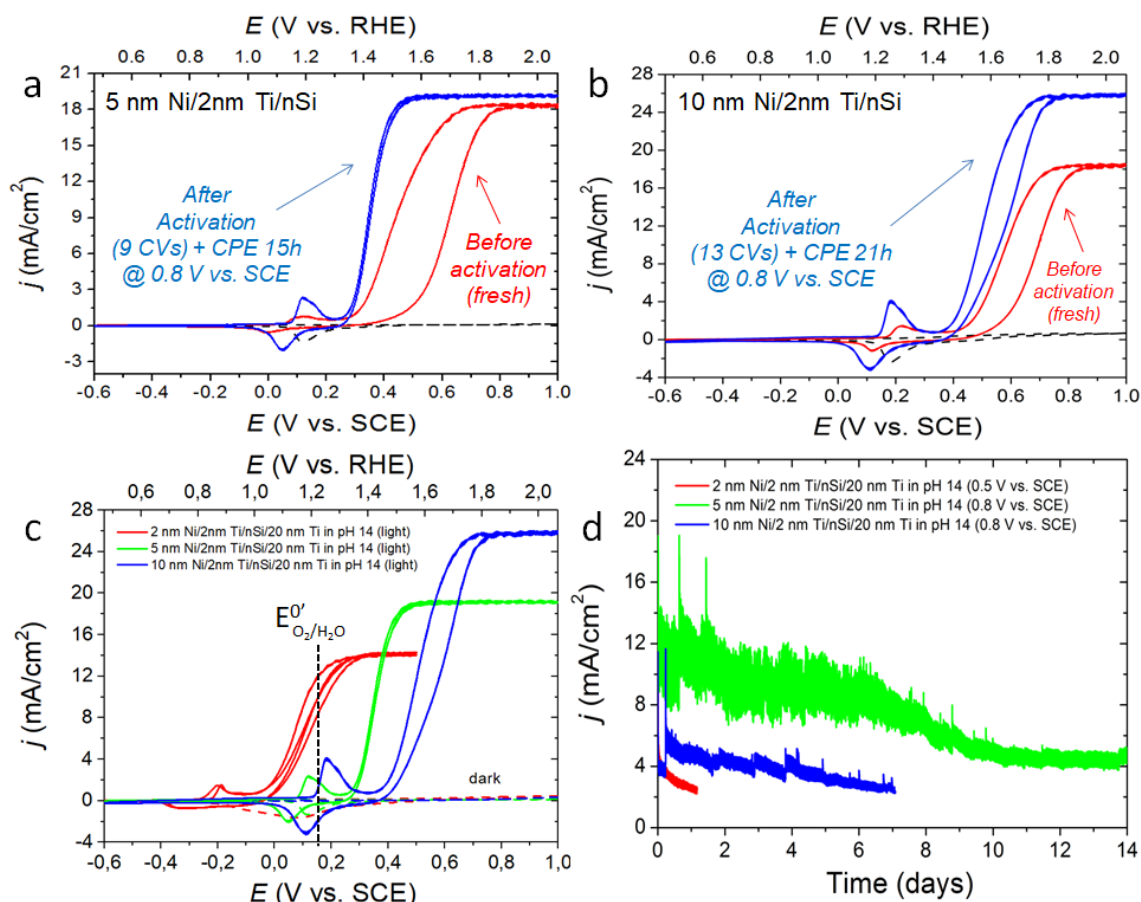 E (V vs. RHE)
0.6 0.8 1.0 1.2 1.4 1.6 1.8 2.0
a
5 nm Ni/2nm Ti/nSi
21
18
15
12
9
6
3
0
-3
j (mA/cm²)
After
Activation
(9 CVs) + CPE 15h
@ 0.8 V vs. SCE
Before
activation
(fresh)
-0.6 -0.4 -0.2 0.0 0.2 0.4 0.6 0.8 1.0
E (V vs. SCE)
E (V vs. RHE)
0.6 0.8 1.0 1.2 1.4 1.6 1.8 2.0
b
10 nm Ni/2nm Ti/nSi
28
24
20
16
12
8
4
0
-4
j (mA/cm²)
After
Activation
(13 CVs) + CPE 21h
@ 0.8 V vs. SCE
Before
activation
(fresh)
-0.6 -0.4 -0.2 0.0 0.2 0.4 0.6 0.8 1.0
E (V vs. SCE)
E (V vs. RHE)
0,6 0,8 1,0 1,2 1,4 1,6 1,8 2,0
c
28
24
20
16
12
8
4
0
-4
j (mA/cm²)
2 nm Ni/2nm Ti/nSi/20 nm Ti in pH 14 (light)
5 nm Ni/2nm Ti/nSi/20 nm Ti in pH 14 (light)
10 nm Ni/2nm Ti/nSi/20 nm Ti in pH 14 (light)
E⁰′ O₂/H₂O
dark
-0,6 -0,4 -0,2 0,0 0,2 0,4 0,6 0,8 1,0
E (V vs. SCE)
d
24
20
16
12
8
4
0
j (mA/cm²)
2 nm Ni/2 nm Ti/nSi/20 nm Ti in pH 14 (0.5 V vs. SCE)
5 nm Ni/2 nm Ti/nSi/20 nm Ti in pH 14 (0.8 V vs. SCE)
10 nm Ni/2 nm Ti/nSi/20 nm Ti in pH 14 (0.8 V vs. SCE)
0 2 4 6 8 10 12 14
Time (days)